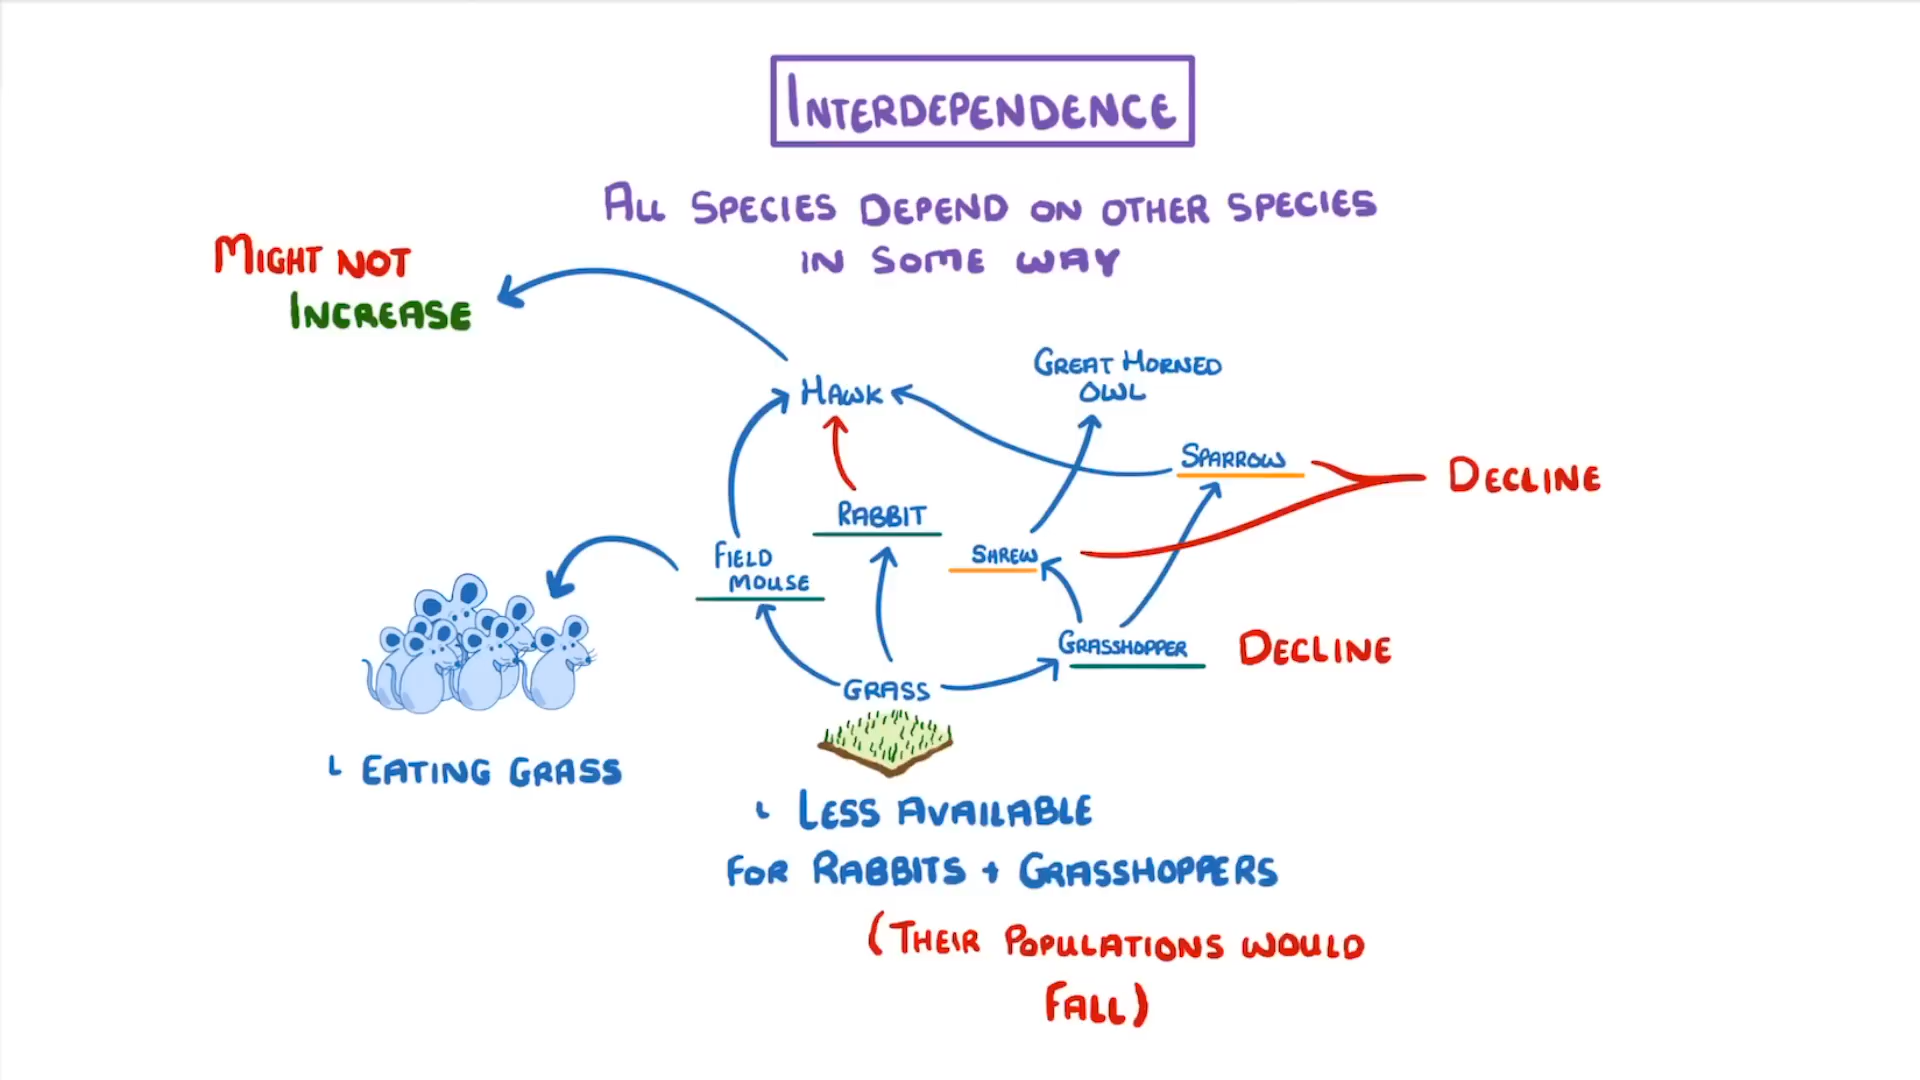 INTERDEPENDENCE
ALL SPECIES DEPEND ON OTHER SPECIES
IN SOME WAY
MIGHT NOT
INCREASE
GREAT HORNED
OWL
HAWK
SPARROW
DECLINE
RABBIT
FIELD
MOUSE
SHREW
GRASSHOPPER
DECLINE
GRASS
EATING GRASS
LESS AVAILABLE
FOR RABBITS + GRASSHOPPERS
(THEIR POPULATIONS WOULD
FALL)